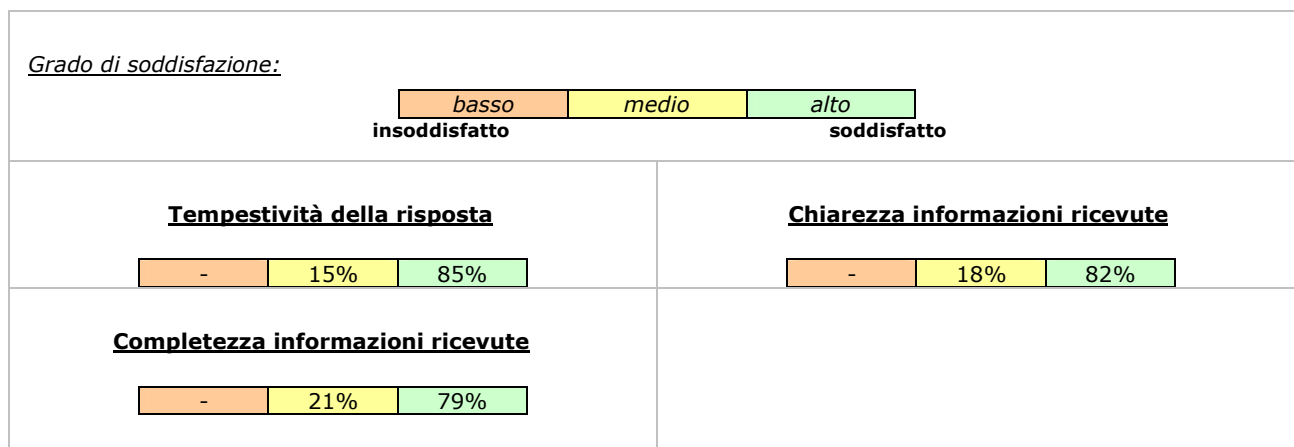 Grado di soddisfazione:
basso medio alto
insoddisfatto soddisfatto
Tempestività della risposta
- 15% 85%
Chiarezza informazioni ricevute
- 18% 82%
Completezza informazioni ricevute
- 21% 79%